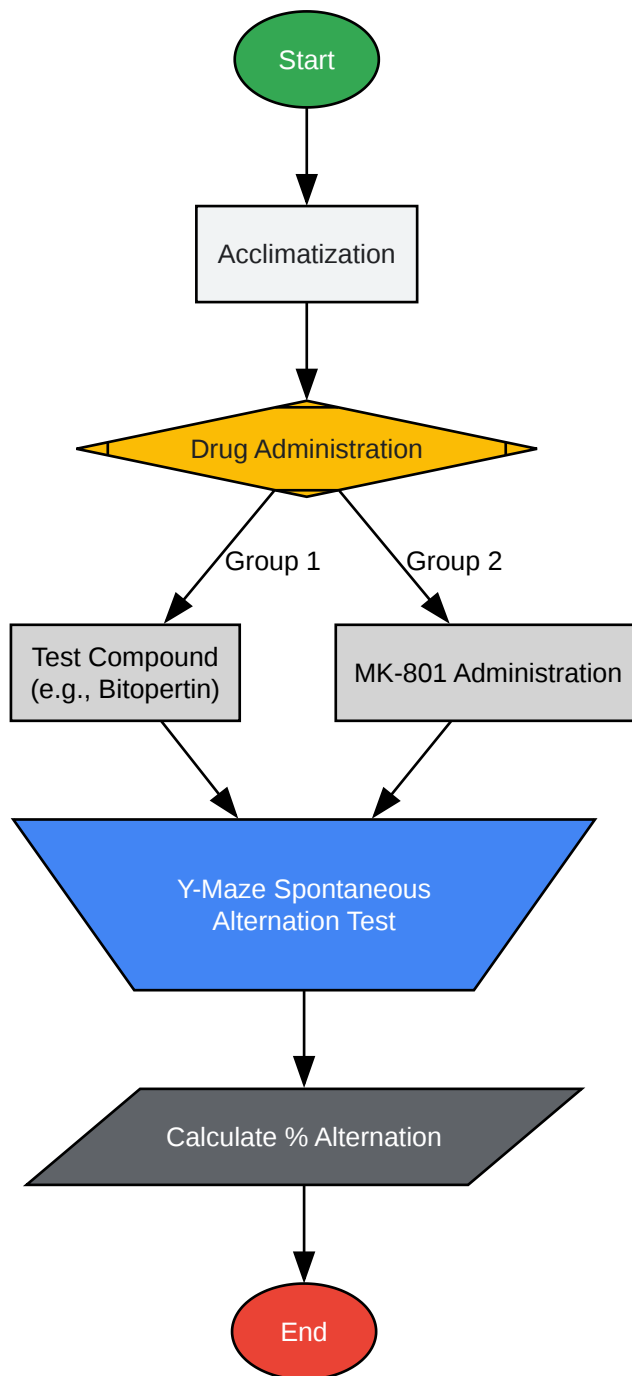 Start
Acclimatization
Drug Administration
Group 1
Group 2
Test Compound
(e.g., Bitopertin)
MK-801 Administration
Y-Maze Spontaneous
Alternation Test
Calculate % Alternation
End